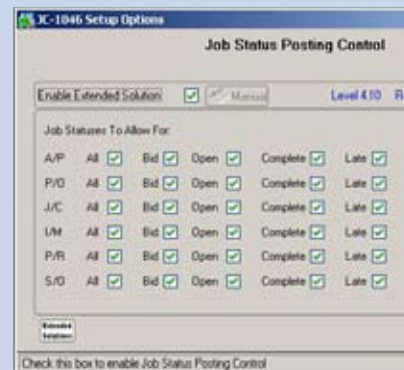 JC-1046 Setup Options
Job Status Posting Control
Enable Extended Solution Manual Level 4.10 R
Job Statuses To Allow For:
A/P All Bid Open Complete Late
P/O All Bid Open Complete Late
J/C All Bid Open Complete Late
I/M All Bid Open Complete Late
P/R All Bid Open Complete Late
S/O All Bid Open Complete Late
Extended
Solutions
Check this box to enable Job Status Posting Control